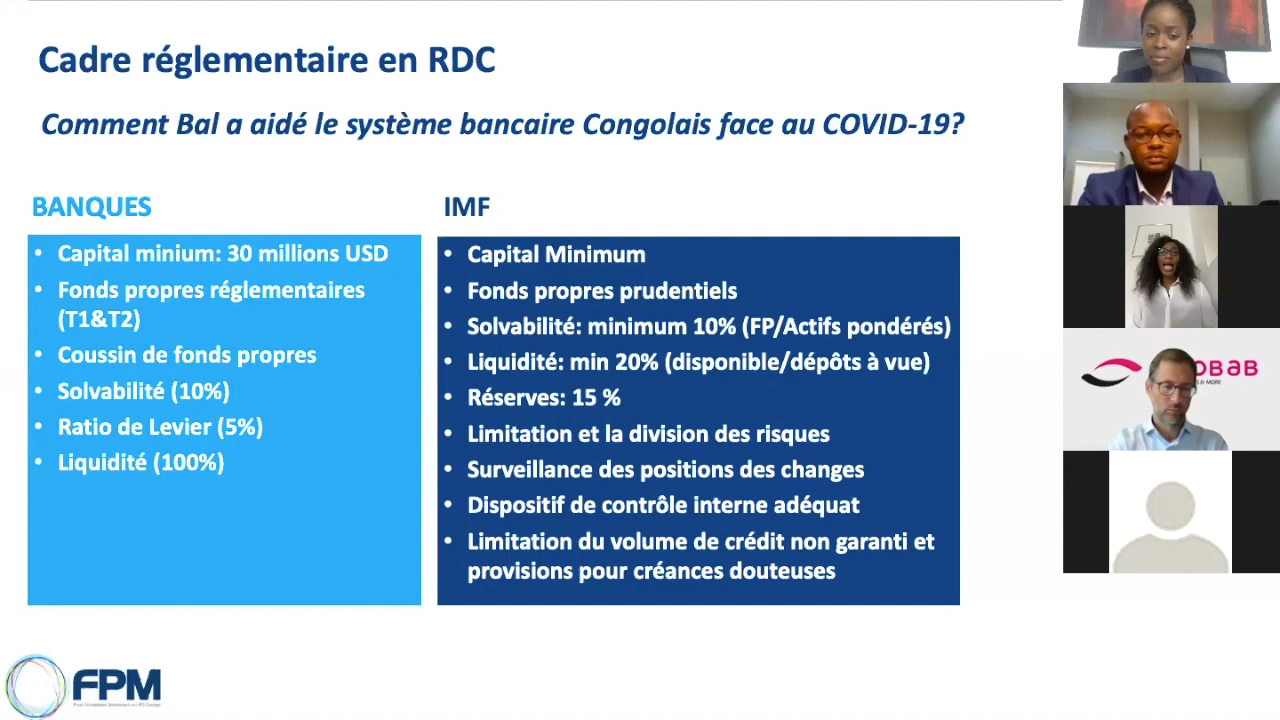 Cadre réglementaire en RDC
Comment Bal a aidé le système bancaire Congolais face au COVID-19?
BANQUES
• Capital minium: 30 millions USD
• Fonds propres réglementaires
(T1&T2)
• Coussin de fonds propres
• Solvabilité (10%)
• Ratio de Levier (5%)
• Liquidité (100%)
IMF
• Capital Minimum
• Fonds propres prudentiels
• Solvabilité: minimum 10% (FP/Actifs pondérés)
• Liquidité: min 20% (disponible/dépôts à vue)
• Réserves: 15 %
• Limitation et la division des risques
• Surveillance des positions des changes
• Dispositif de contrôle interne adéquat
• Limitation du volume de crédit non garanti et
provisions pour créances douteuses
FPM
OBAB
& MORE